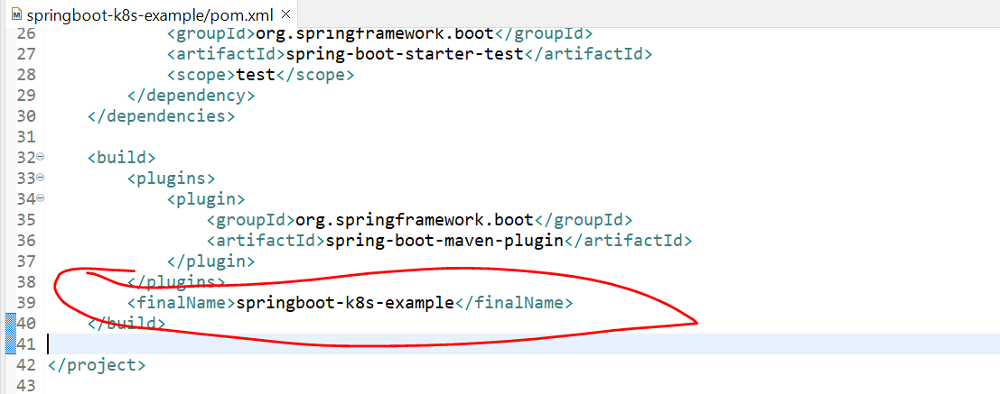 springboot-k8s-example/pom.xml
26 <groupId>org.springframework.boot</groupId>
27 <artifactId>spring-boot-starter-test</artifactId>
28 <scope>test</scope>
29 </dependency>
30 </dependencies>
31
32 <build>
33 <plugins>
34 <plugin>
35 <groupId>org.springframework.boot</groupId>
36 <artifactId>spring-boot-maven-plugin</artifactId>
37 </plugin>
38 </plugins>
39 <finalName>springboot-k8s-example</finalName>
40 </build>
41
42 </project>
43